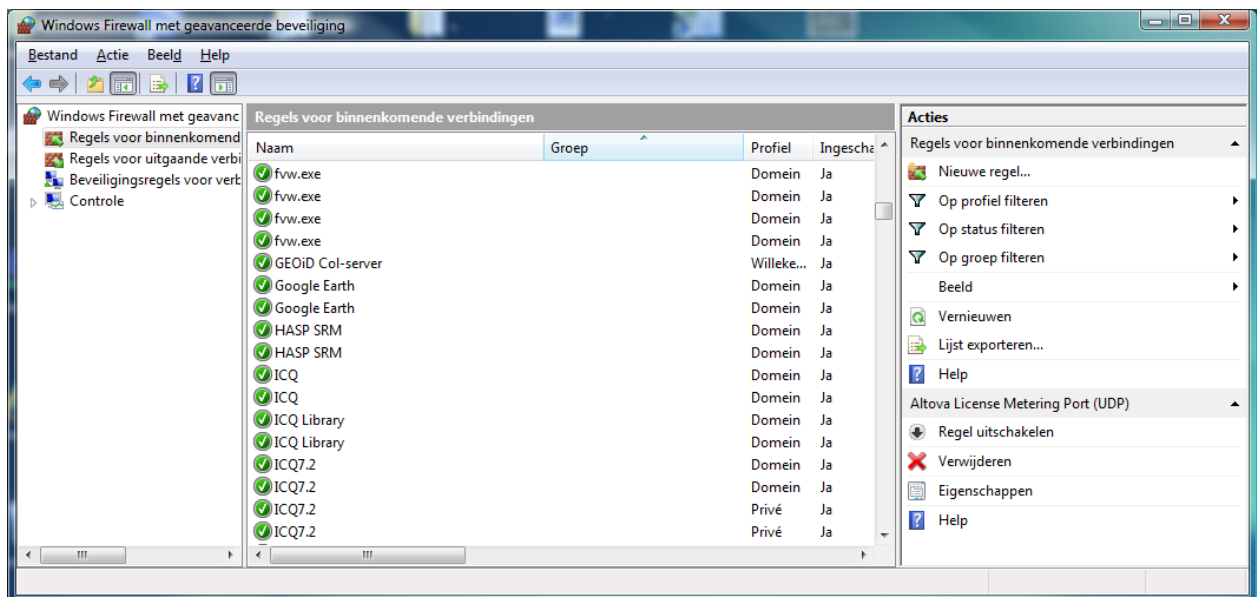 Windows Firewall met geavanceerde beveiliging
Bestand Actie Beeld Help
Windows Firewall met geavanc
Regels voor binnenkomend
Regels voor uitgaande verbi
Beveiligingsregels voor verb
Controle
Regels voor binnenkomende verbindingen
Naam Groep Profiel Ingescha
fvw.exe Domein Ja
fvw.exe Domein Ja
fvw.exe Domein Ja
fvw.exe Domein Ja
GEOiD Col-server Willeke... Ja
Google Earth Domein Ja
Google Earth Domein Ja
HASP SRM Domein Ja
HASP SRM Domein Ja
ICQ Domein Ja
ICQ Domein Ja
ICQ Library Domein Ja
ICQ Library Domein Ja
ICQ7.2 Domein Ja
ICQ7.2 Domein Ja
ICQ7.2 Privé Ja
ICQ7.2 Privé Ja
Acties
Regels voor binnenkomende verbindingen
Nieuwe regel...
Op profiel filteren
Op status filteren
Op groep filteren
Beeld
Vernieuwen
Lijst exporteren...
Help
Altova License Metering Port (UDP)
Regel uitschakelen
Verwijderen
Eigenschappen
Help